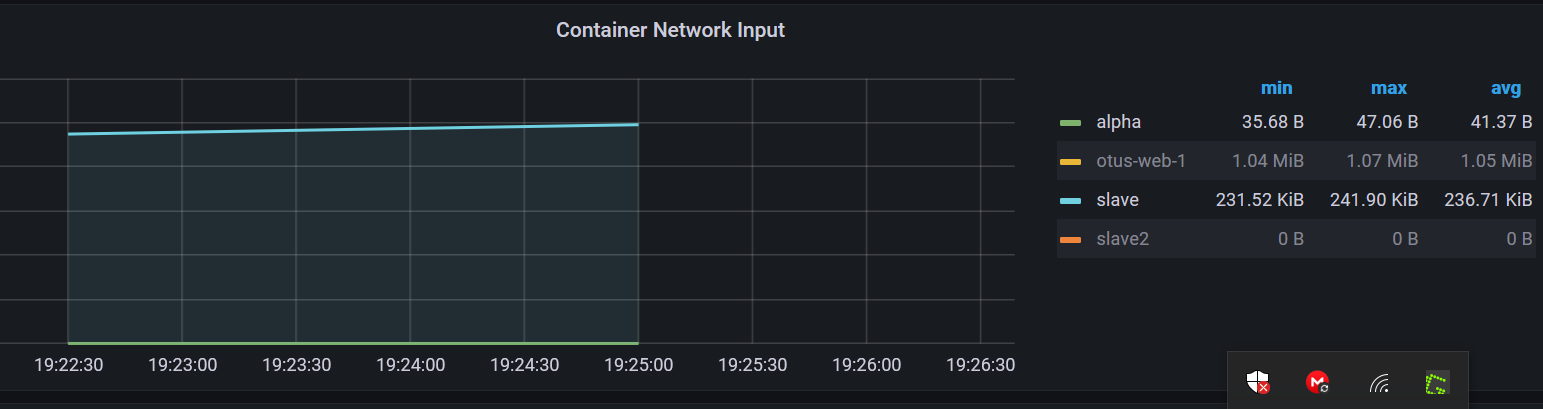 Container Network Input
min max avg
alpha 35.68 B 47.06 B 41.37 B
otus-web-1 1.04 MiB 1.07 MiB 1.05 MiB
slave 231.52 KiB 241.90 KiB 236.71 KiB
slave2 0 B 0 B 0 B
19:22:30 19:23:00 19:23:30 19:24:00 19:24:30 19:25:00 19:25:30 19:26:00 19:26:30